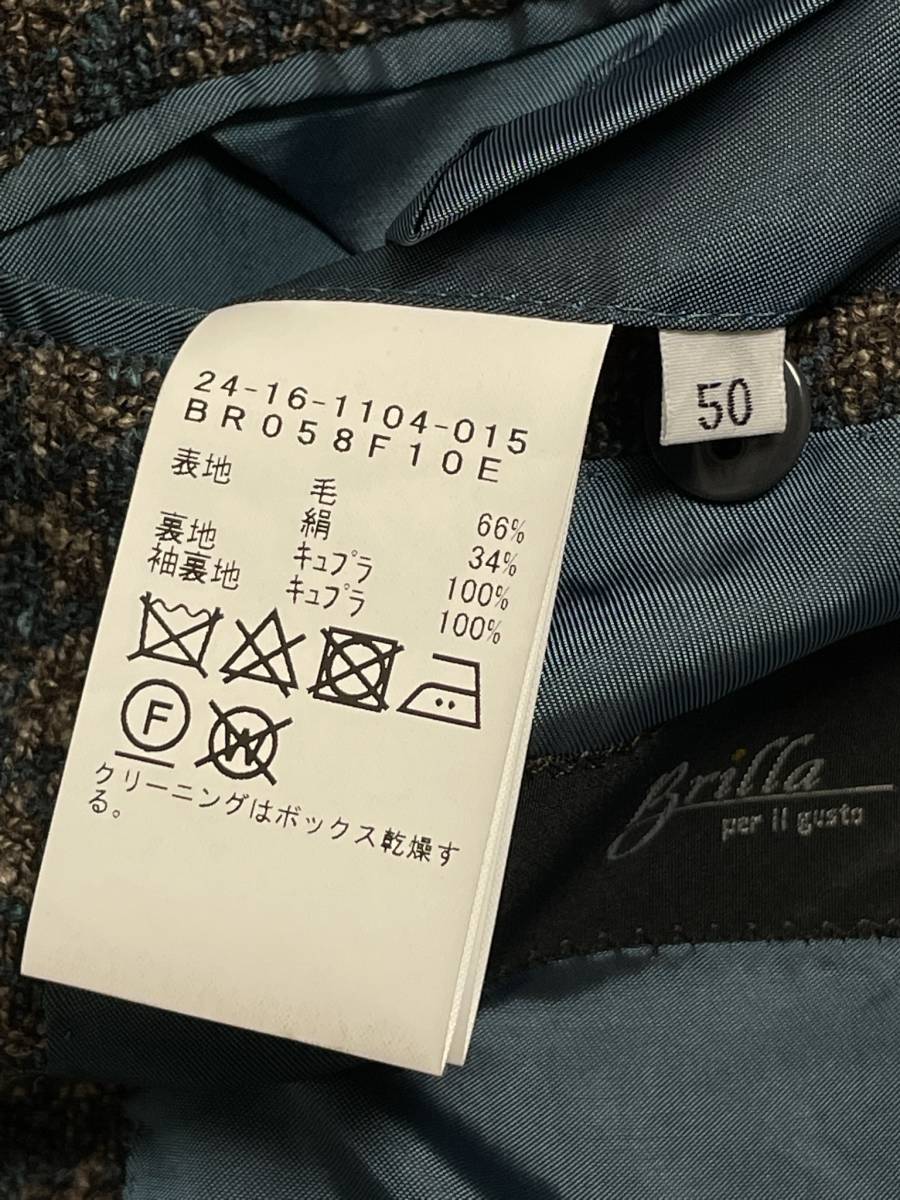 24-16-1104-015
BR058F10E
表地 毛 66%
絹 34%
裏地 キュプラ 100%
袖裏地 キュプラ 100%
F
W
クリーニングはボックス乾燥す
る。
50
Brilla
per il gusto